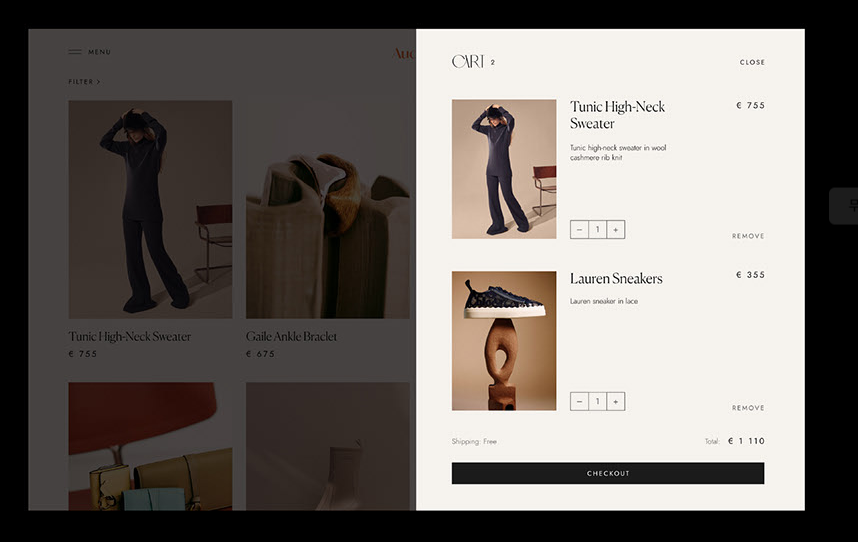 MENU
FILTER >
Tunic High-Neck Sweater
€ 755
Gaile Ankle Braclet
€ 675
CART 2
CLOSE
Tunic High-Neck
Sweater
€ 755
Tunic high-neck sweater in wool
cashmere rib knit
− 1 +
REMOVE
Lauren Sneakers
€ 355
Lauren sneaker in lace
− 1 +
REMOVE
Shipping: Free
Total: € 1 110
CHECKOUT